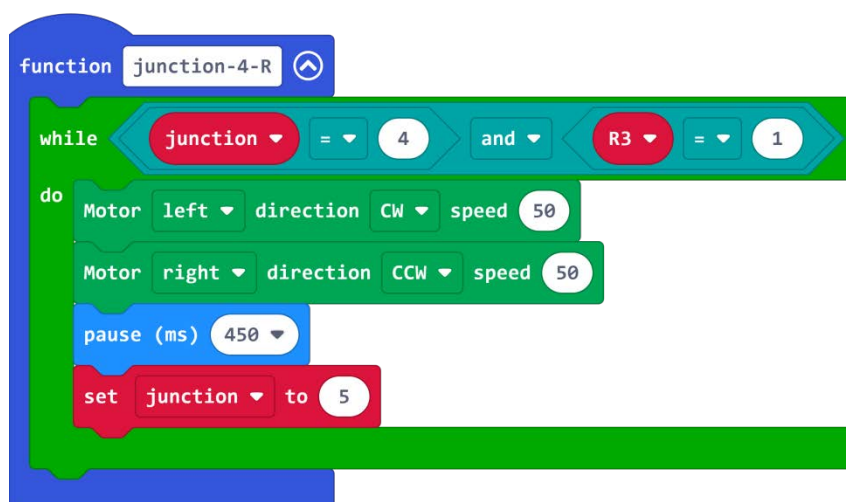 function junction-4-R
while junction = 4 and R3 = 1
do
Motor left direction CW speed 50
Motor right direction CCW speed 50
pause (ms) 450
set junction to 5